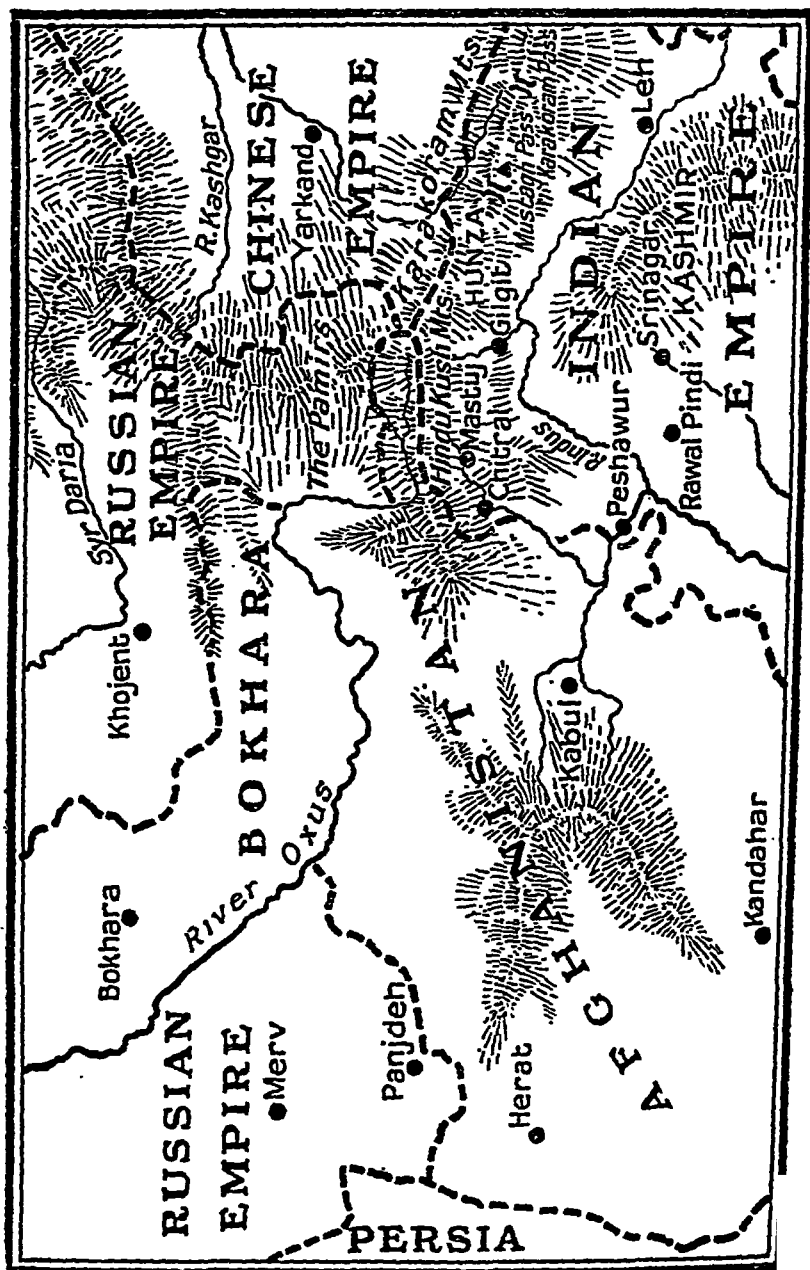 Syr Daria
RUSSIAN
EMPIRE
R. Kashgar
Khojent
CHINESE
EMPIRE
Yarkand
Bokhara
BOKHARA
River Oxus
The Pamirs
RUSSIAN
EMPIRE
Merv
Karakoram Mts.
Hindu Kush Mts.
HUNZA
Mustagh Pass
Karakoram Pass
Mastuj
Gilgit
Chitral
Panjdeh
AFGHANISTAN
INDIAN
EMPIRE
Leh
R. Indus
Srinagar
KASHMIR
Herat
Kabul
Peshawur
Rawal Pindi
PERSIA
Kandahar